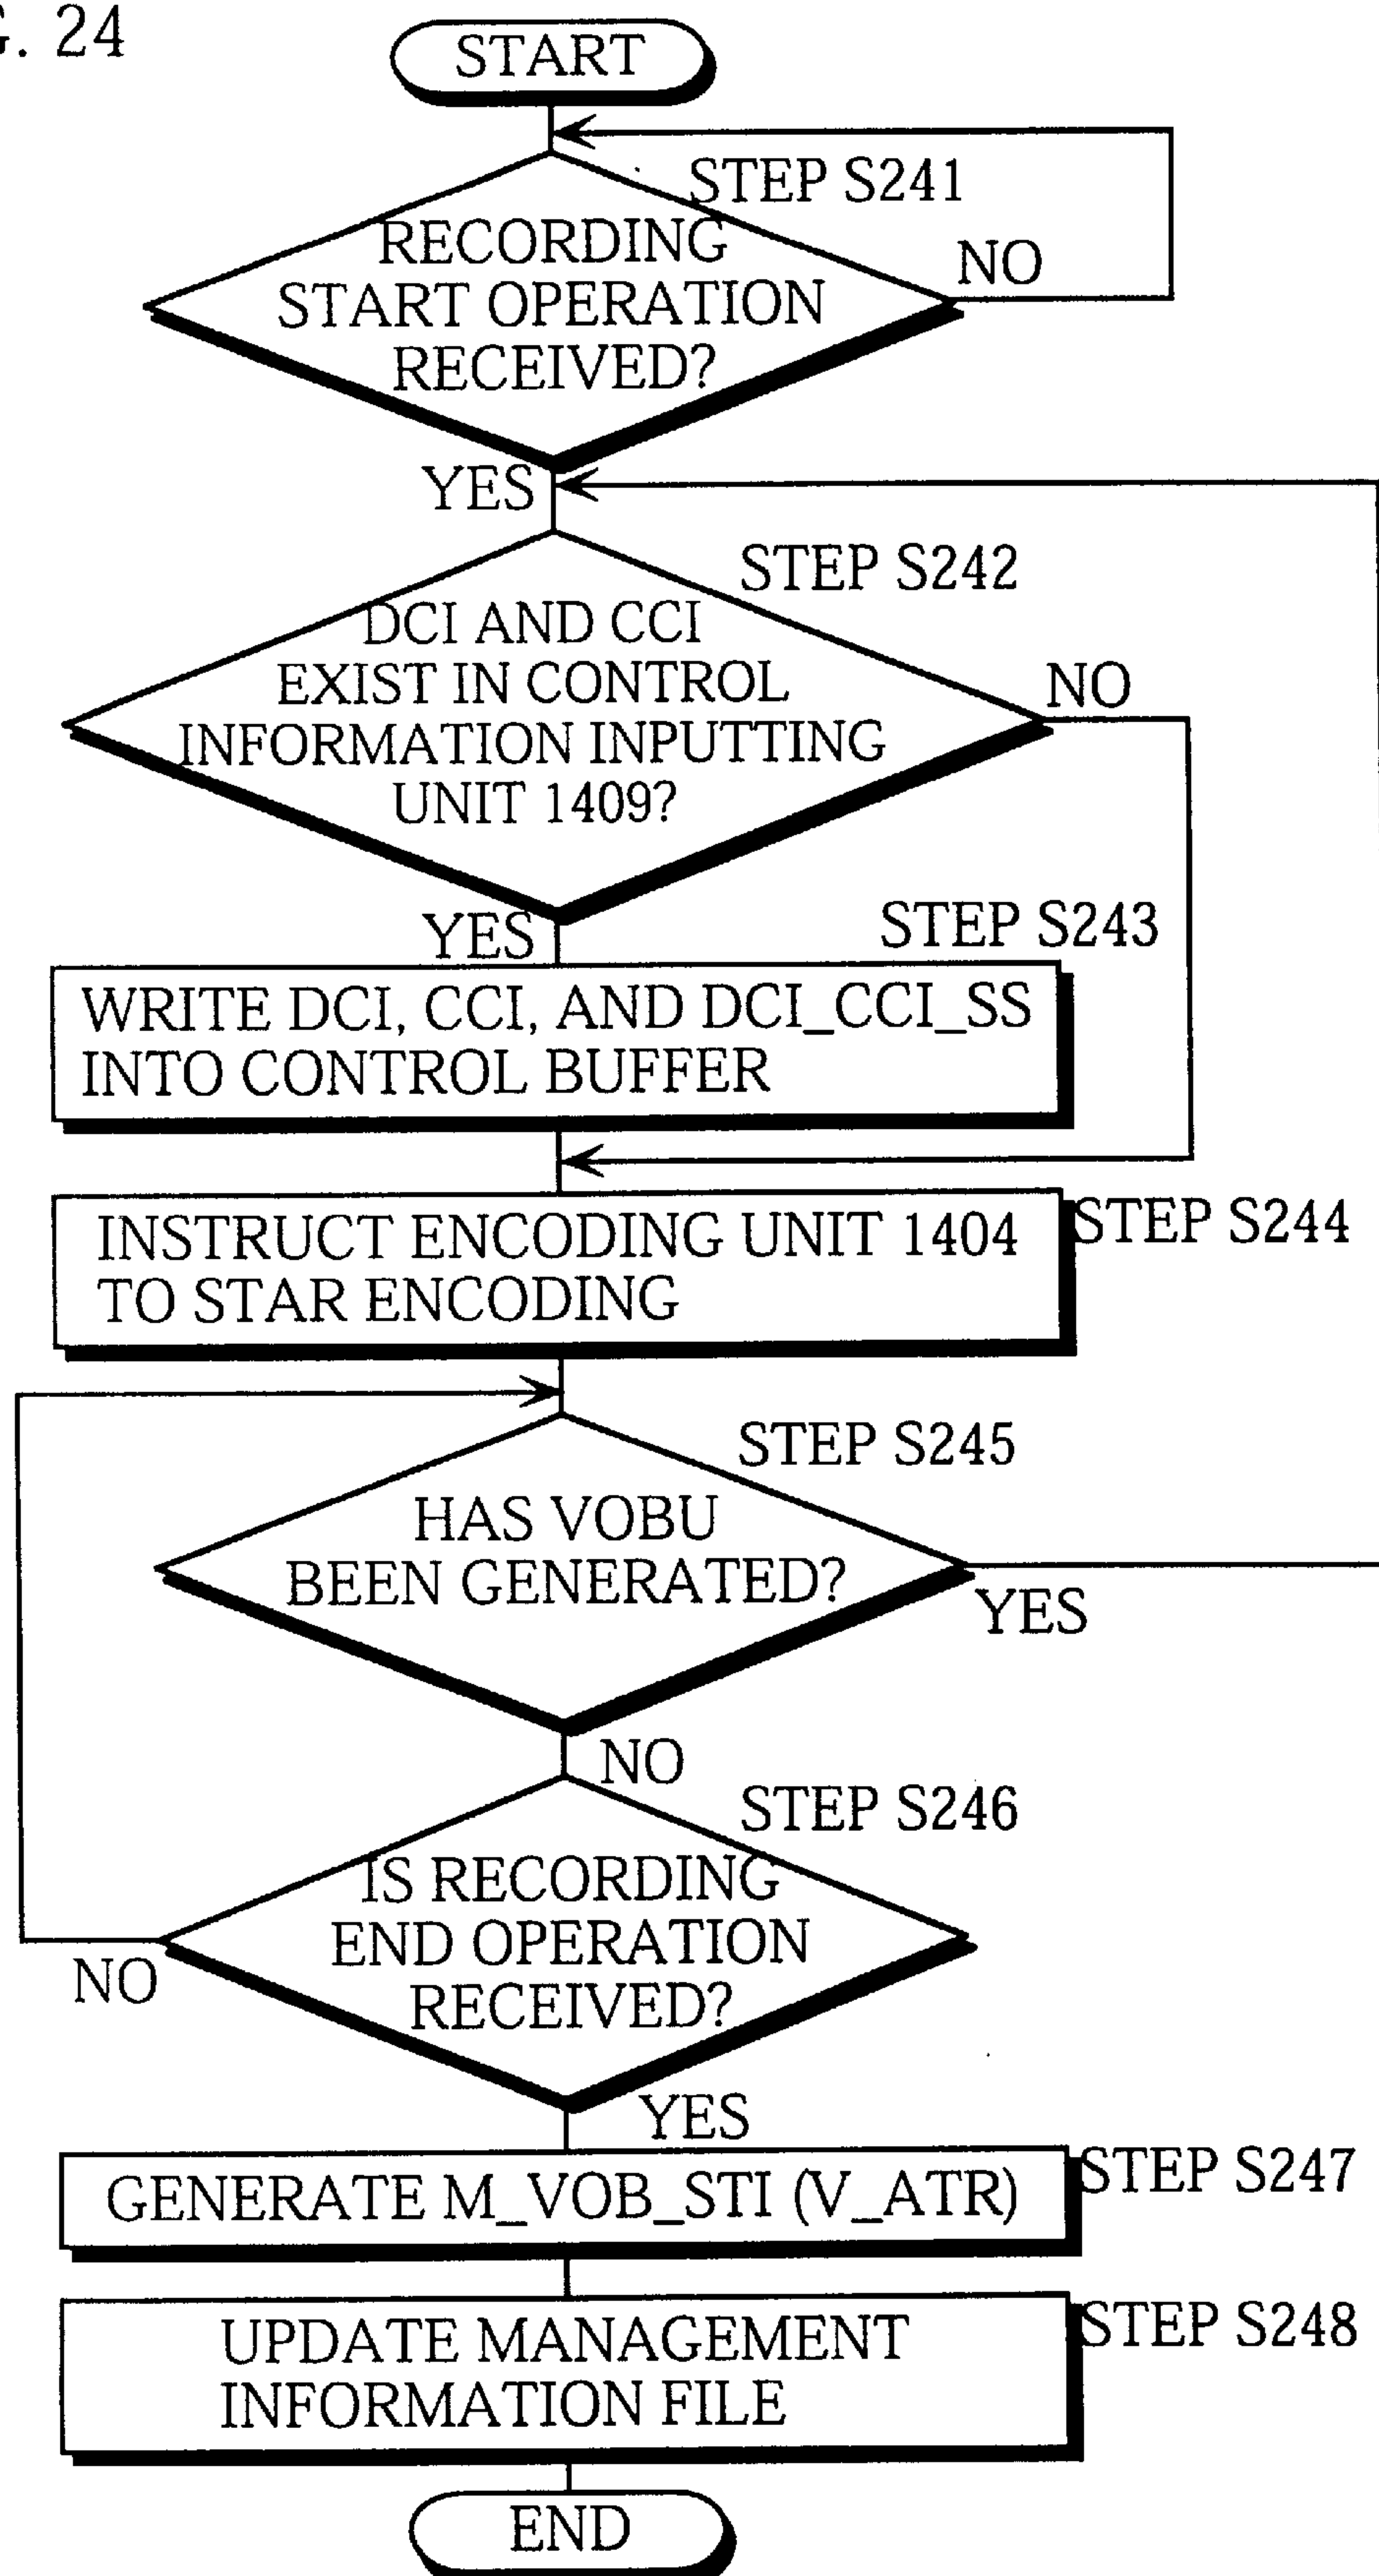 G. 24
START
STEP S241
RECORDING
START OPERATION
RECEIVED?
NO
YES
STEP S242
DCI AND CCI
EXIST IN CONTROL
INFORMATION INPUTTING
UNIT 1409?
NO
YES
STEP S243
WRITE DCI, CCI, AND DCI_CCI_SS
INTO CONTROL BUFFER
INSTRUCT ENCODING UNIT 1404
TO STAR ENCODING
STEP S244
STEP S245
HAS VOBU
BEEN GENERATED?
YES
NO
STEP S246
IS RECORDING
END OPERATION
RECEIVED?
NO
YES
GENERATE M_VOB_STI (V_ATR)
STEP S247
UPDATE MANAGEMENT
INFORMATION FILE
STEP S248
END